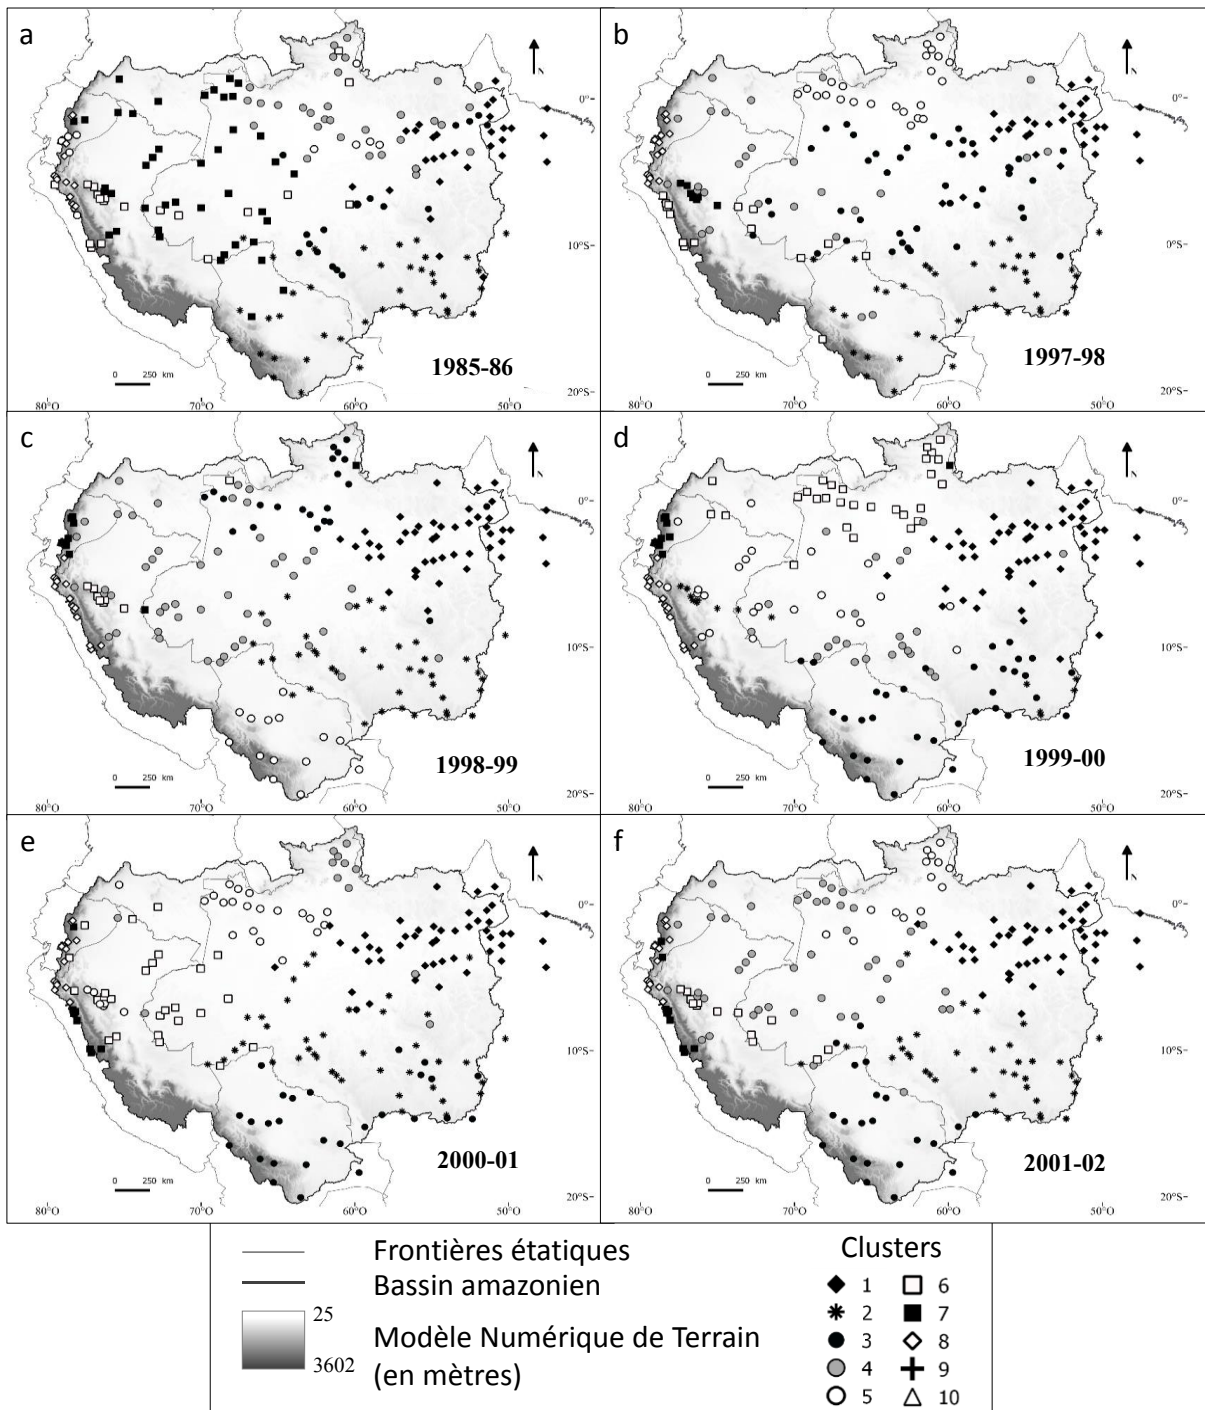 a
0°
10°S
1985-86
0 250 km
20°S
80°O 70°O 60°O 50°O
b
0°
10°S
1997-98
0 250 km
20°S
80°O 70°O 60°O 50°O
c
0°
10°S
1998-99
0 250 km
20°S
80°O 70°O 60°O 50°O
d
0°
10°S
1999-00
0 250 km
20°S
80°O 70°O 60°O 50°O
e
0°
10°S
2000-01
0 250 km
20°S
80°O 70°O 60°O 50°O
f
0°
10°S
2001-02
0 250 km
20°S
80°O 70°O 60°O 50°O
Frontières étatiques
Bassin amazonien
25
3602
Modèle Numérique de Terrain
(en mètres)
Clusters
1 6
2 7
3 8
4 9
5 10